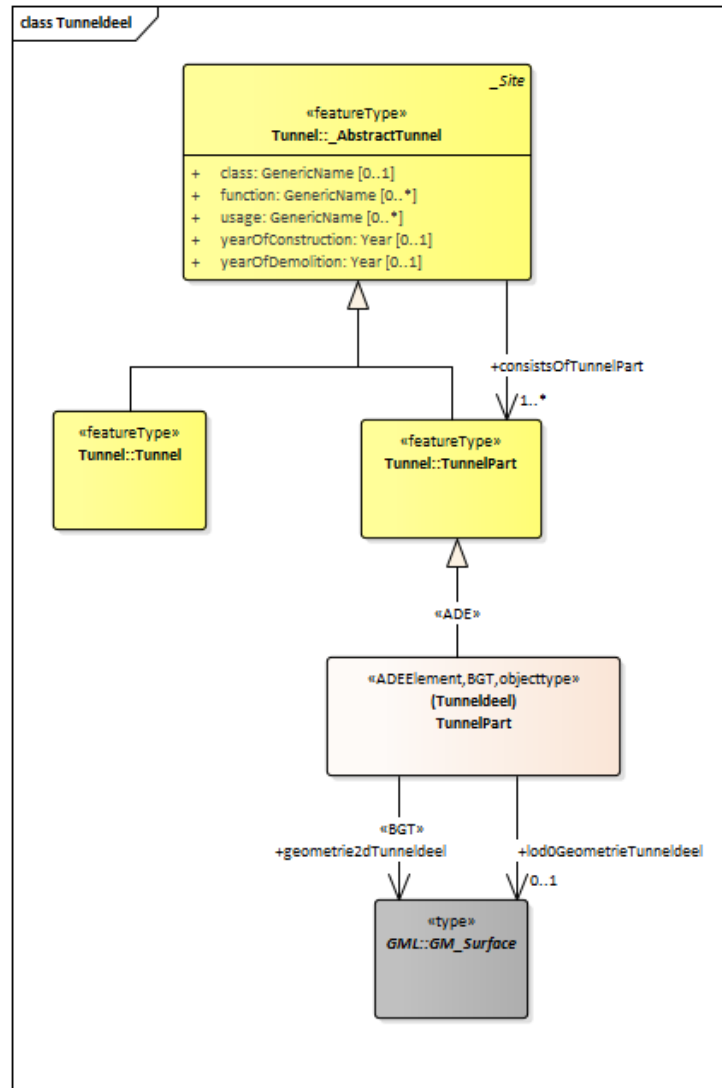 class Tunneldeel
_Site
«featureType»
Tunnel::_AbstractTunnel
+ class: GenericName [0..1]
+ function: GenericName [0..*]
+ usage: GenericName [0..*]
+ yearOfConstruction: Year [0..1]
+ yearOfDemolition: Year [0..1]
+consistsOfTunnelPart
1..*
«featureType»
Tunnel::Tunnel
«featureType»
Tunnel::TunnelPart
«ADE»
«ADEElement,BGT,objecttype»
(Tunneldeel)
TunnelPart
«BGT»
+geometrie2dTunneldeel
+lod0GeometrieTunneldeel
0..1
«type»
GML::GM_Surface